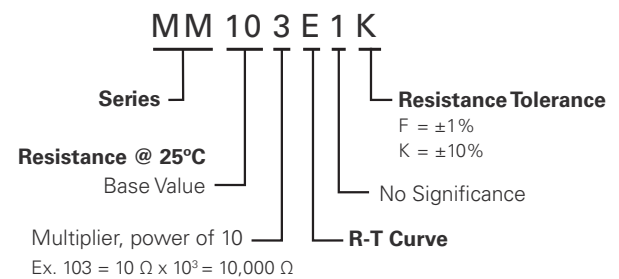 MM 10 3 E 1 K
Series
Resistance Tolerance
F = ±1%
K = ±10%
Resistance @ 25ºC
Base Value
No Significance
Multiplier, power of 10
R-T Curve
Ex. 103 = 10 Ω x 10³ = 10,000 Ω